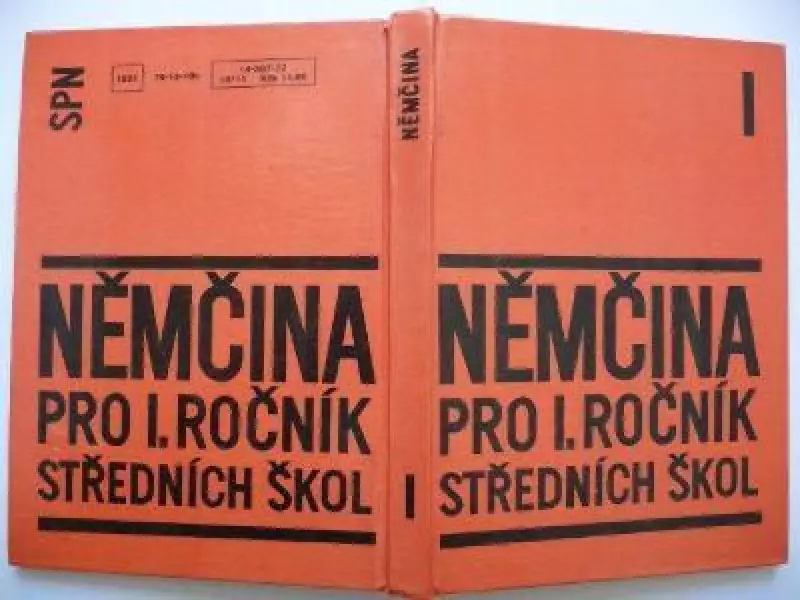 SPN
NĚMČINA
PRO I. ROČNÍK
STŘEDNÍCH ŠKOL
NĚMČINA
I
I
NĚMČINA
PRO I. ROČNÍK
STŘEDNÍCH ŠKOL